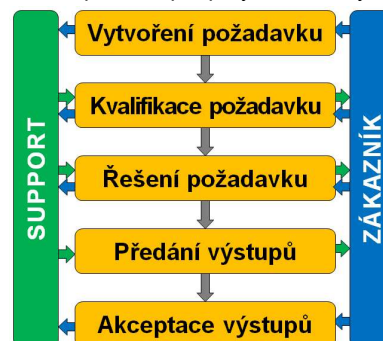 Vytvoření požadavku
Kvalifikace požadavku
Řešení požadavku
Předání výstupů
Akceptace výstupů
SUPPORT
ZÁKAZNÍK